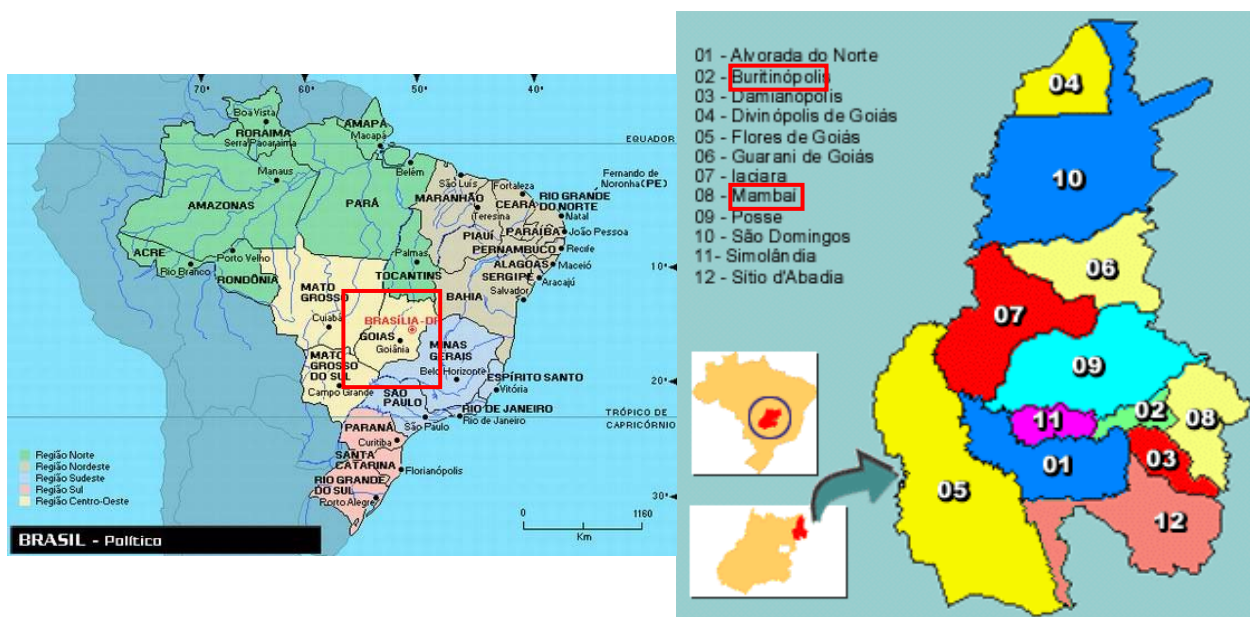 70°
60°
50°
40°
Boa Vista
RORAIMA
Serra Pacaraima
AMAPÁ
Macapá
EQUADOR
Belém
Manaus
São Luís
Fortaleza
Fernando de
Noronha (PE)
AMAZONAS
PARÁ
MARANHÃO
CEARÁ
RIO GRANDE
DO NORTE
Teresina
Natal
PIAUÍ
PARAÍBA
João Pessoa
PERNAMBUCO
Recife
ACRE
Porto Velho
Rio Branco
RONDÔNIA
Palmas
TOCANTINS
ALAGOAS
Maceió
SERGIPE
Aracajú
10°
MATO
GROSSO
BAHIA
Salvador
Cuiabá
BRASÍLIA-DF
GOIÁS
Goiânia
MINAS
GERAIS
Belo Horizonte
MATO
GROSSO
DO SUL
Campo Grande
ESPÍRITO SANTO
Vitória
20°
SÃO
PAULO
São Paulo
RIO DE JANEIRO
Rio de Janeiro
TRÓPICO DE
CAPRICÓRNIO
PARANÁ
Curitiba
SANTA
CATARINA
Florianópolis
RIO GRANDE
DO SUL
Porto Alegre
30°
Região Norte
Região Nordeste
Região Sudeste
Região Sul
Região Centro-Oeste
0
1160
Km
BRASIL - Político
01 - Alvorada do Norte
02 - Buritinópolis
03 - Damianópolis
04 - Divinópolis de Goiás
05 - Flores de Goiás
06 - Guarani de Goiás
07 - Iaciara
08 - Mambaí
09 - Posse
10 - São Domingos
11- Simolândia
12 - Sítio d'Abadia
04
10
06
07
09
11
02
08
01
03
05
12